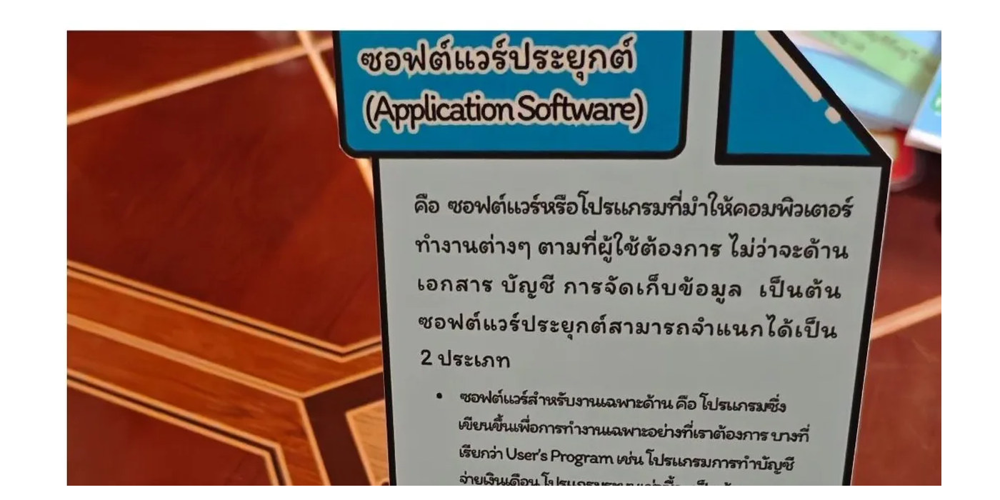 ซอฟต์แวร์ประยุกต์
(Application Software)
คือ ซอฟต์แวร์หรือโปรแกรมที่มำให้คอมพิวเตอร์
ทำงานต่างๆ ตามที่ผู้ใช้ต้องการ ไม่ว่าจะด้าน
เอกสาร บัญชี การจัดเก็บข้อมูล เป็นต้น
ซอฟต์แวร์ประยุกต์สามารถจำแนกได้เป็น
2 ประเภท
• ซอฟต์แวร์สำหรับงานเฉพาะด้าน คือ โปรแกรมซึ่ง
เขียนขึ้นเพื่อการทำงานเฉพาะอย่างที่เราต้องการ บางที่
เรียกว่า User's Program เช่น โปรแกรมการทำบัญชี
จ่ายเงินเดือน